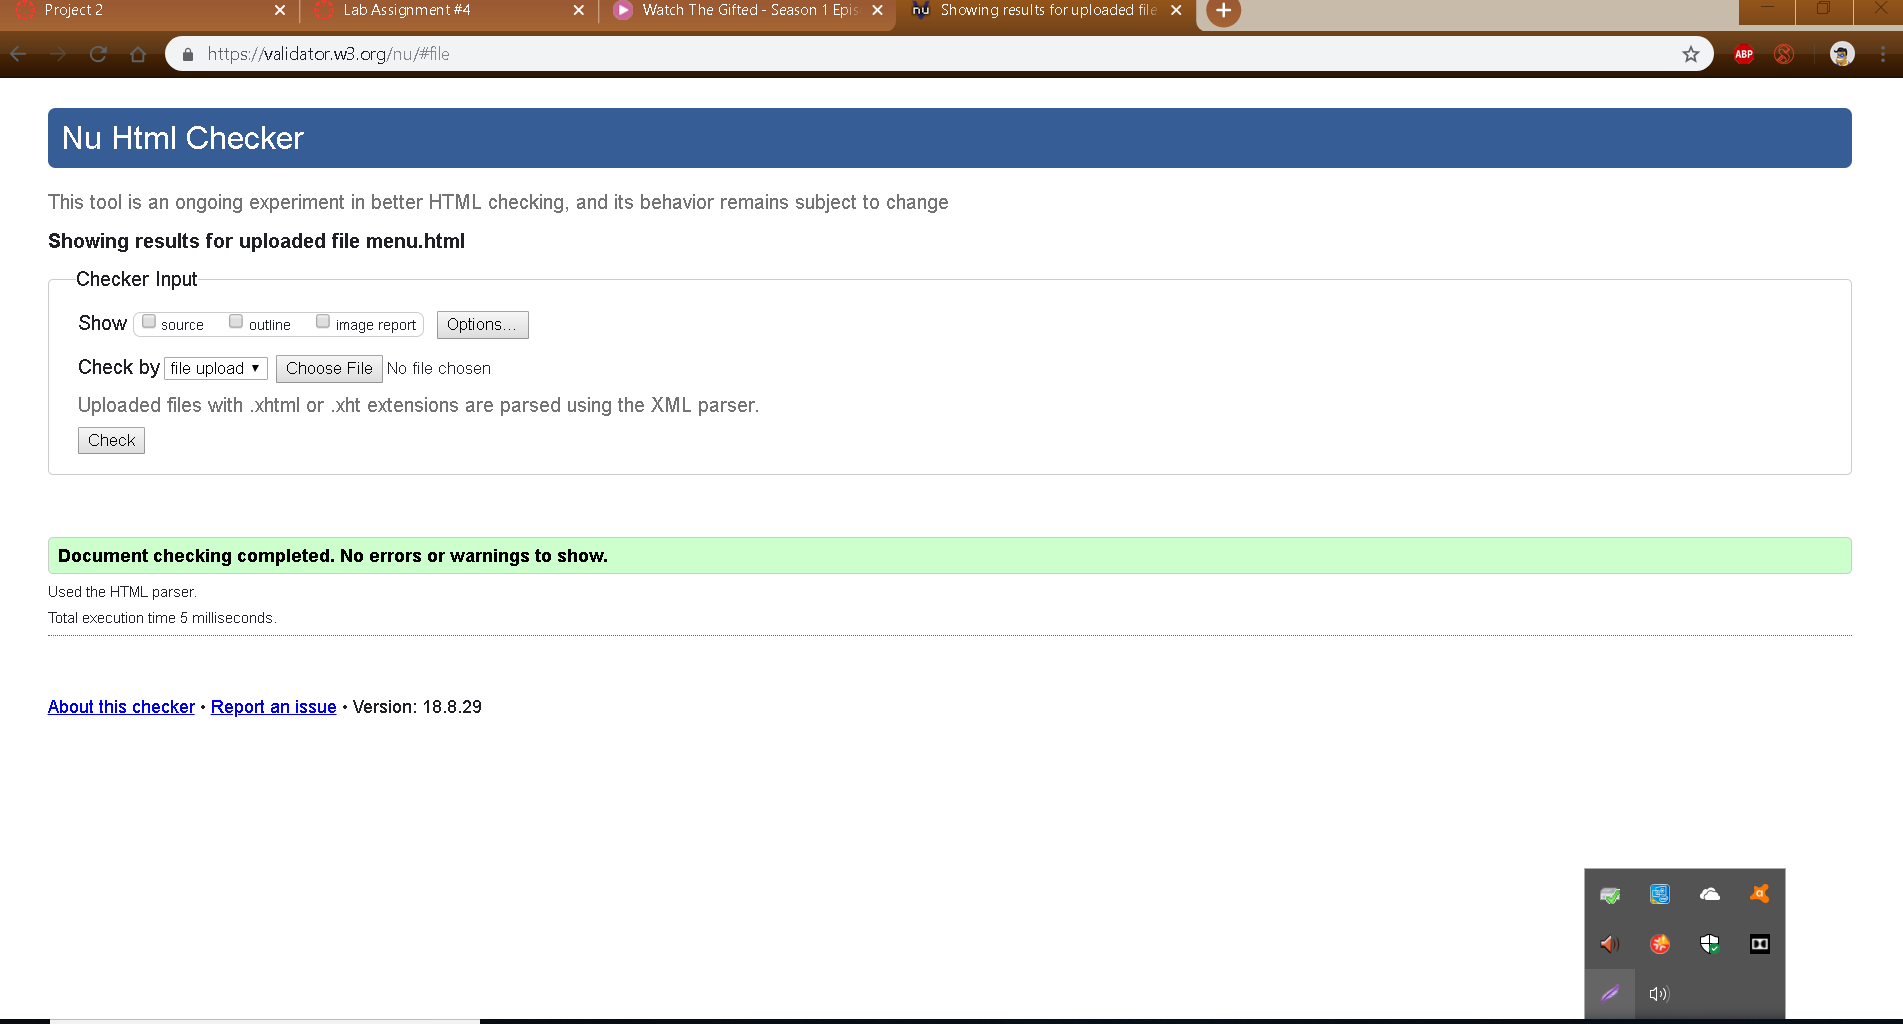 Project 2
Lab Assignment #4
Watch The Gifted - Season 1 Epis
nu Showing results for uploaded file
https://validator.w3.org/nu/#file
ABP
Nu Html Checker
This tool is an ongoing experiment in better HTML checking, and its behavior remains subject to change
Showing results for uploaded file menu.html
Checker Input
Show source outline image report Options...
Check by file upload Choose File No file chosen
Uploaded files with .xhtml or .xht extensions are parsed using the XML parser.
Check
Document checking completed. No errors or warnings to show.
Used the HTML parser.
Total execution time 5 milliseconds.
About this checker • Report an issue • Version: 18.8.29